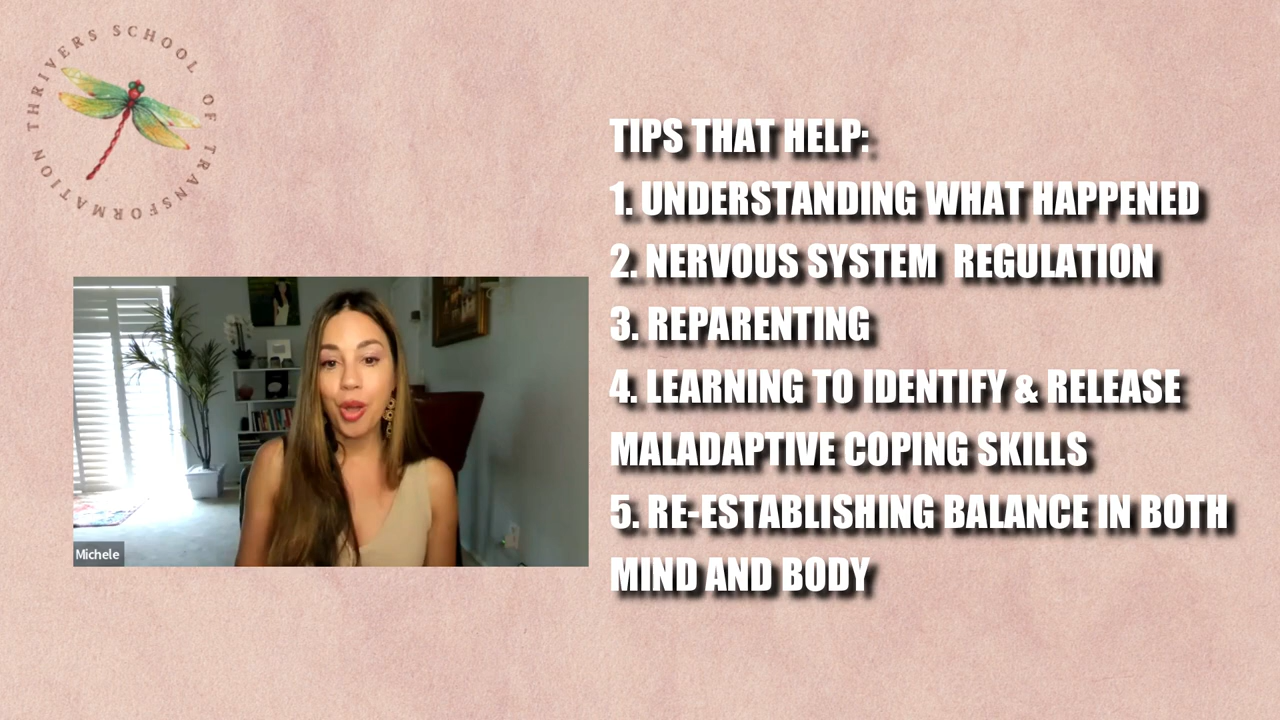 THRIVERS SCHOOL OF TRANSFORMATION
TIPS THAT HELP:
1. UNDERSTANDING WHAT HAPPENED
2. NERVOUS SYSTEM  REGULATION
3. REPARENTING
4. LEARNING TO IDENTIFY & RELEASE
MALADAPTIVE COPING SKILLS
5. RE-ESTABLISHING BALANCE IN BOTH
MIND AND BODY
Michele